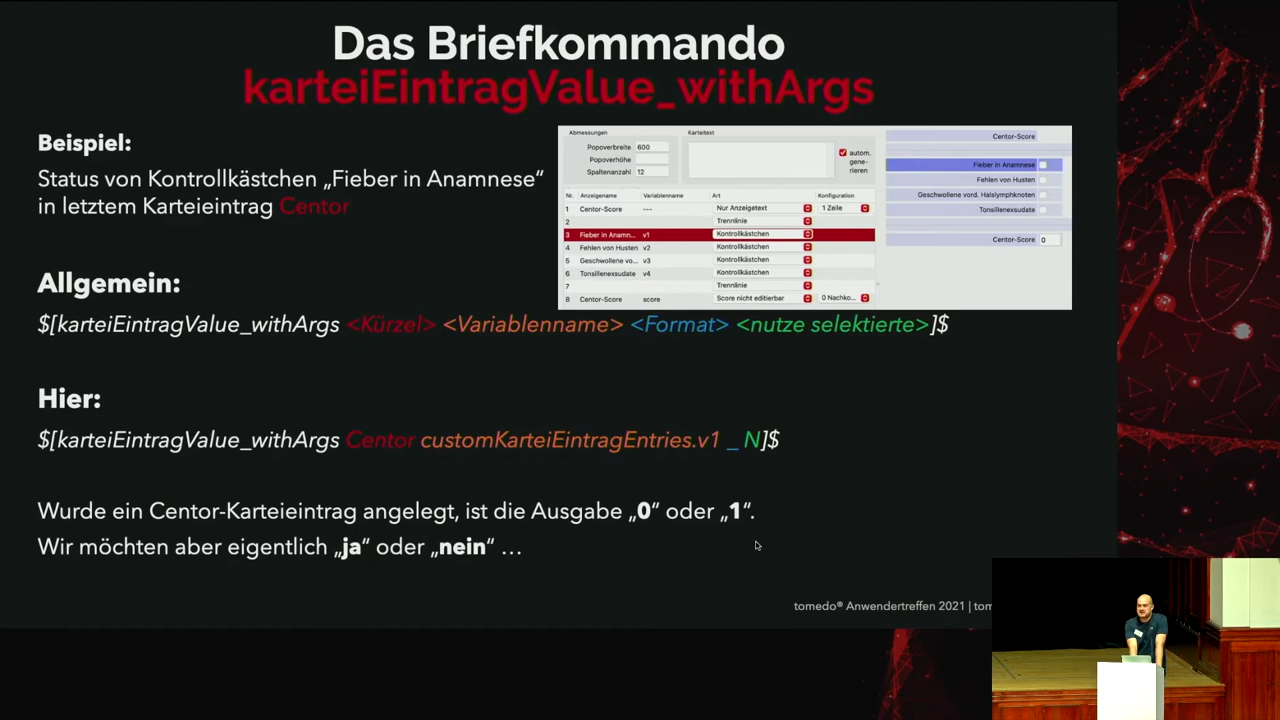 Das Briefkommando
karteiEintragValue_withArgs
Beispiel:
Status von Kontrollkästchen „Fieber in Anamnese“
in letztem Karteieintrag Centor
Abmessungen
Popoverbreite 600
Popoverhöhe
Spaltenanzahl 12
Karteitext
autom.
gene-
rieren
Nr. Anzeigename Variablenname Art Konfiguration
1 Centor-Score --- Nur Anzeigetext 1 Zeile
2 Trennlinie
3 Fieber in Anamn... v1 Kontrollkästchen
4 Fehlen von Husten v2 Kontrollkästchen
5 Geschwollene vo... v3 Kontrollkästchen
6 Tonsillenexsudate v4 Kontrollkästchen
7 Trennlinie
8 Centor-Score score Score nicht editierbar 0 Nachko...
Centor-Score
Fieber in Anamnese
Fehlen von Husten
Geschwollene vord. Halslymphknoten
Tonsillenexsudate
Centor-Score 0
Allgemein:
$[karteiEintragValue_withArgs <Kürzel> <Variablenname> <Format> <nutze selektierte>]$
Hier:
$[karteiEintragValue_withArgs Centor customKarteiEintragEntries.v1 _ N]$
Wurde ein Centor-Karteieintrag angelegt, ist die Ausgabe „0“ oder „1“.
Wir möchten aber eigentlich „ja“ oder „nein“ …
tomedo® Anwendertreffen 2021 | tom